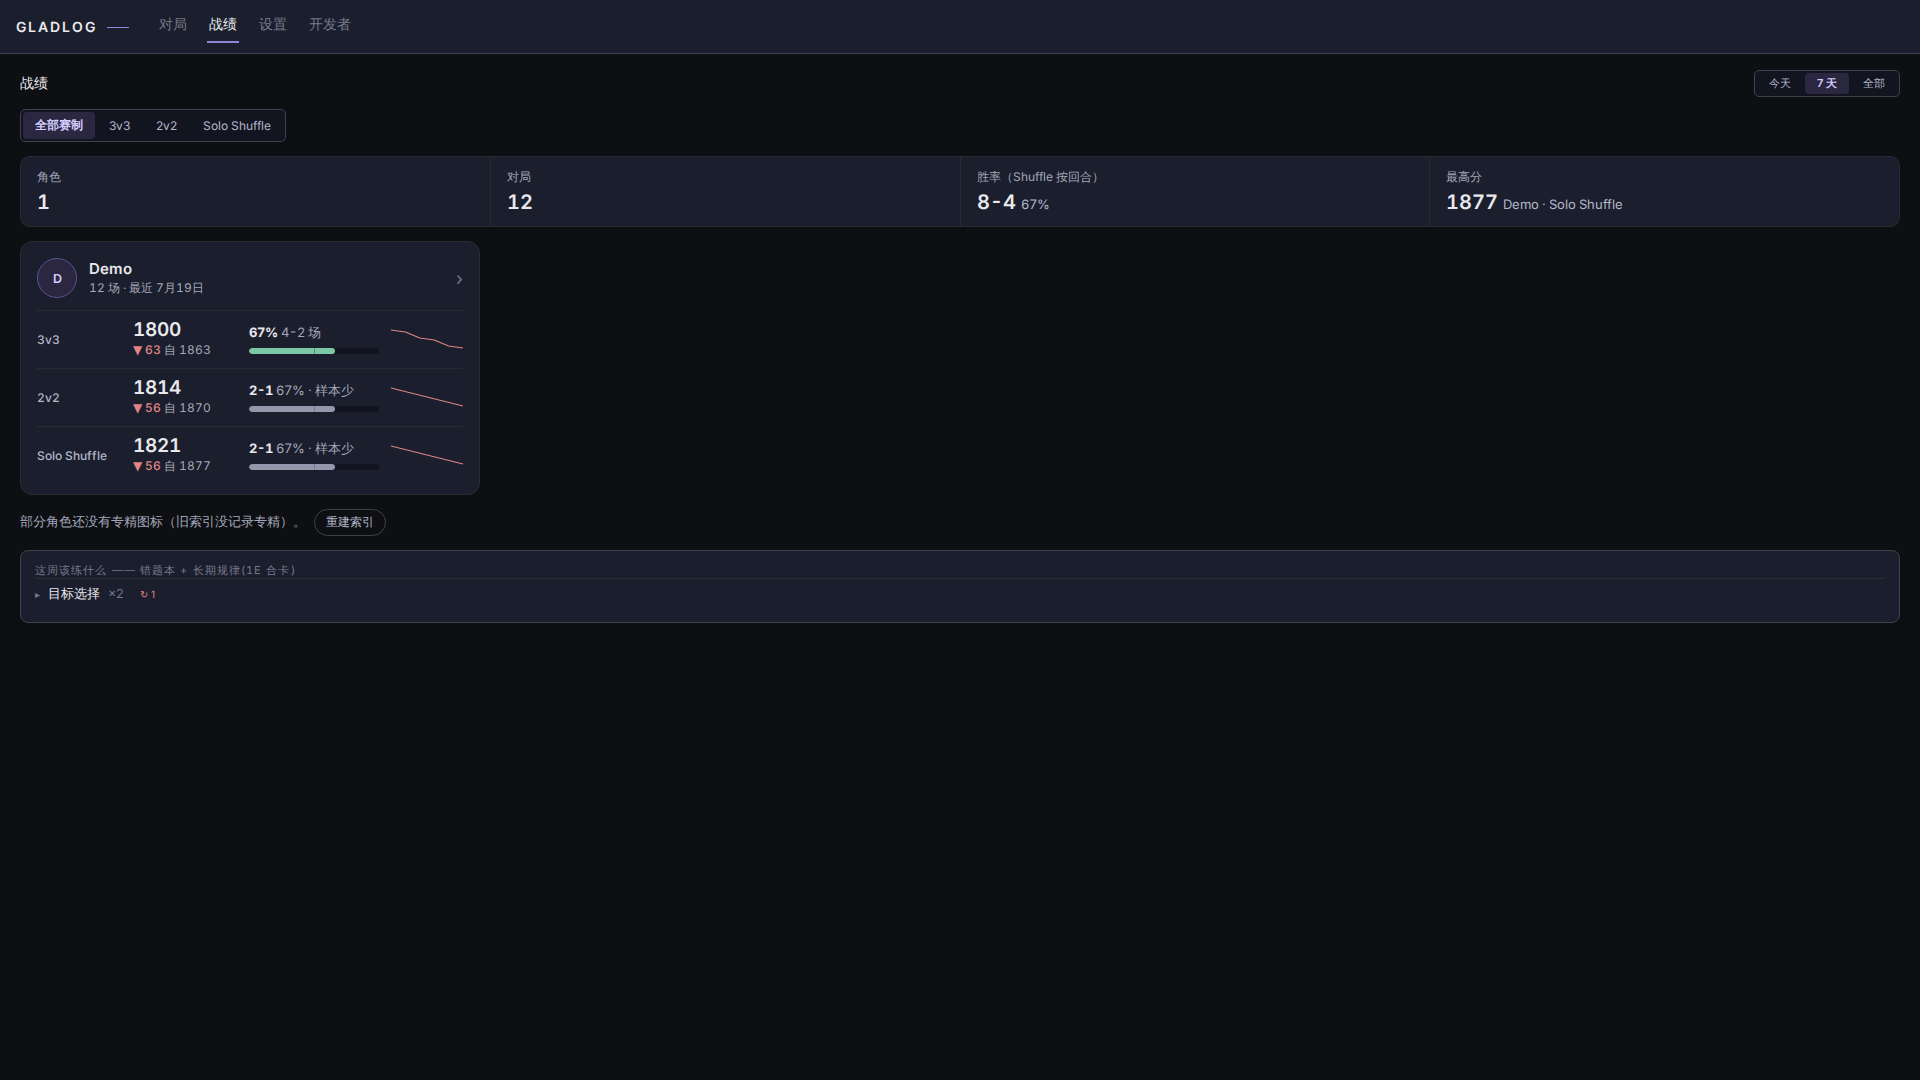 GLADLOG 对局 战绩 设置 开发者
战绩
今天 7 天 全部
全部赛制 3v3 2v2 Solo Shuffle
角色 对局 胜率（Shuffle 按回合） 最高分
1 12 8-4 67% 1877 Demo · Solo Shuffle
D Demo ›
12 场 · 最近 7月19日
3v3 1800 67% 4-2 场
▼ 63 自 1863
2v2 1814 2-1 67% · 样本少
▼ 56 自 1870
Solo Shuffle 1821 2-1 67% · 样本少
▼ 56 自 1877
部分角色还没有专精图标（旧索引没记录专精）。 重建索引
这周该练什么 —— 错题本 + 长期规律(1E 合卡)
▸ 目标选择 ×2 ↻ 1